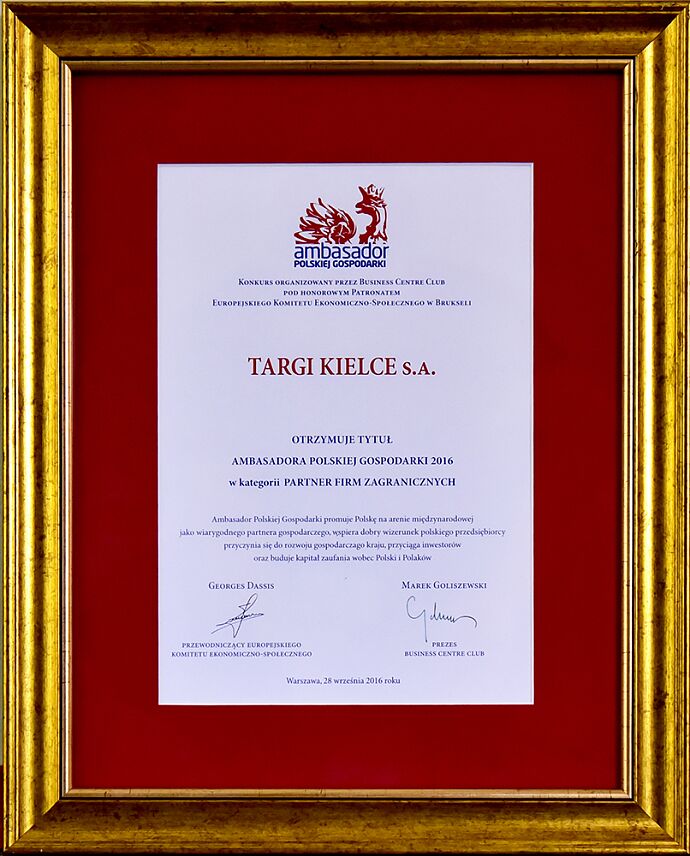 ambasador
POLSKIEJ GOSPODARKI
KONKURS ORGANIZOWANY PRZEZ BUSINESS CENTRE CLUB
POD HONOROWYM PATRONATEM
EUROPEJSKIEGO KOMITETU EKONOMICZNO-SPOŁECZNEGO W BRUKSELI
TARGI KIELCE S.A.
OTRZYMUJE TYTUŁ
AMBASADORA POLSKIEJ GOSPODARKI 2016
w kategorii PARTNER FIRM ZAGRANICZNYCH
Ambasador Polskiej Gospodarki promuje Polskę na arenie międzynarodowej
jako wiarygodnego partnera gospodarczego, wspiera dobry wizerunek polskiego przedsiębiorcy
przyczynia się do rozwoju gospodarczago kraju, przyciąga inwestorów
oraz buduje kapitał zaufania wobec Polski i Polaków
GEORGES DASSIS
MAREK GOLISZEWSKI
PRZEWODNICZĄCY EUROPEJSKIEGO
KOMITETU EKONOMICZNO-SPOŁECZNEGO
PREZES
BUSINESS CENTRE CLUB
Warszawa, 28 września 2016 roku